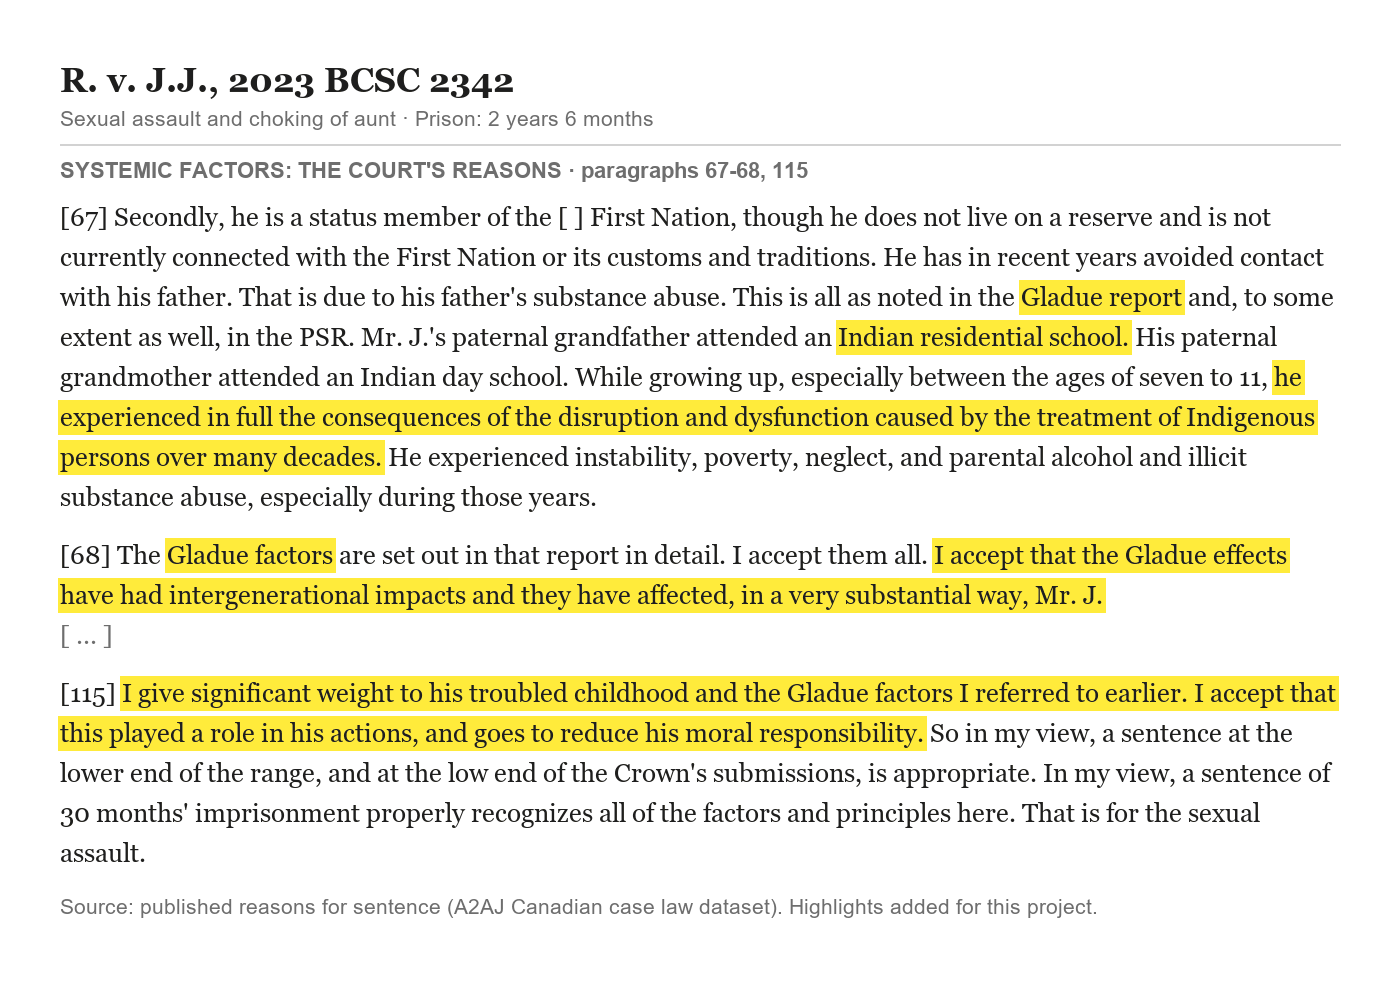 R. v. J.J., 2023 BCSC 2342
Sexual assault and choking of aunt · Prison: 2 years 6 months
SYSTEMIC FACTORS: THE COURT'S REASONS · paragraphs 67-68, 115
[67] Secondly, he is a status member of the [ ] First Nation, though he does not live on a reserve and is not
currently connected with the First Nation or its customs and traditions. He has in recent years avoided contact
with his father. That is due to his father's substance abuse. This is all as noted in the Gladue report and, to some
extent as well, in the PSR. Mr. J.'s paternal grandfather attended an Indian residential school. His paternal
grandmother attended an Indian day school. While growing up, especially between the ages of seven to 11, he
experienced in full the consequences of the disruption and dysfunction caused by the treatment of Indigenous
persons over many decades. He experienced instability, poverty, neglect, and parental alcohol and illicit
substance abuse, especially during those years.
[68] The Gladue factors are set out in that report in detail. I accept them all. I accept that the Gladue effects
have had intergenerational impacts and they have affected, in a very substantial way, Mr. J.
[ ... ]
[115] I give significant weight to his troubled childhood and the Gladue factors I referred to earlier. I accept that
this played a role in his actions, and goes to reduce his moral responsibility. So in my view, a sentence at the
lower end of the range, and at the low end of the Crown's submissions, is appropriate. In my view, a sentence of
30 months' imprisonment properly recognizes all of the factors and principles here. That is for the sexual
assault.
Source: published reasons for sentence (A2AJ Canadian case law dataset). Highlights added for this project.